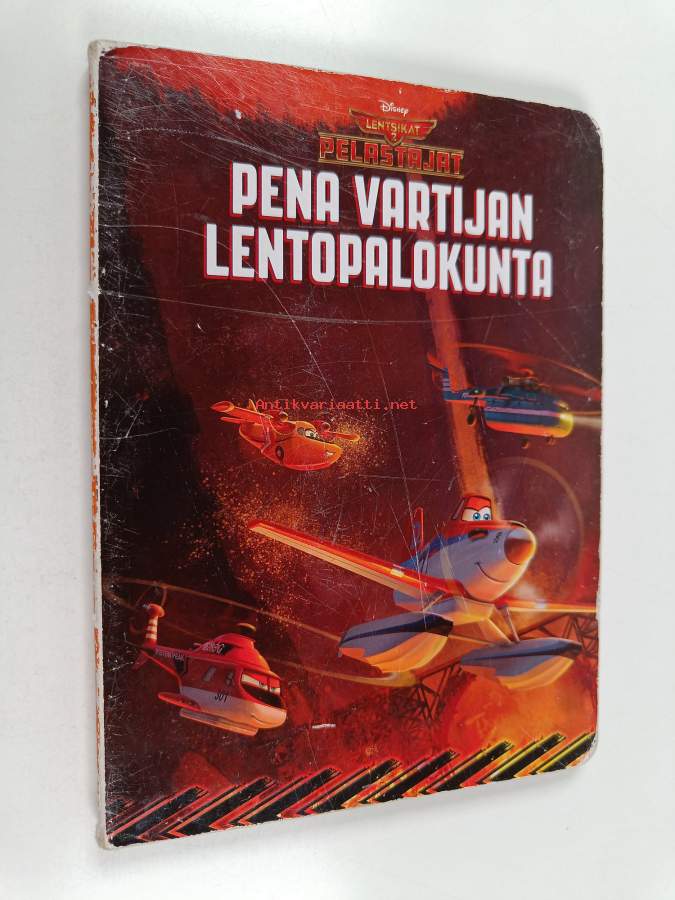 Disney
LENTSIKAT
2
PELASTAJAT
PENA VARTIJAN
LENTOPALOKUNTA
Antikvariaatti.net